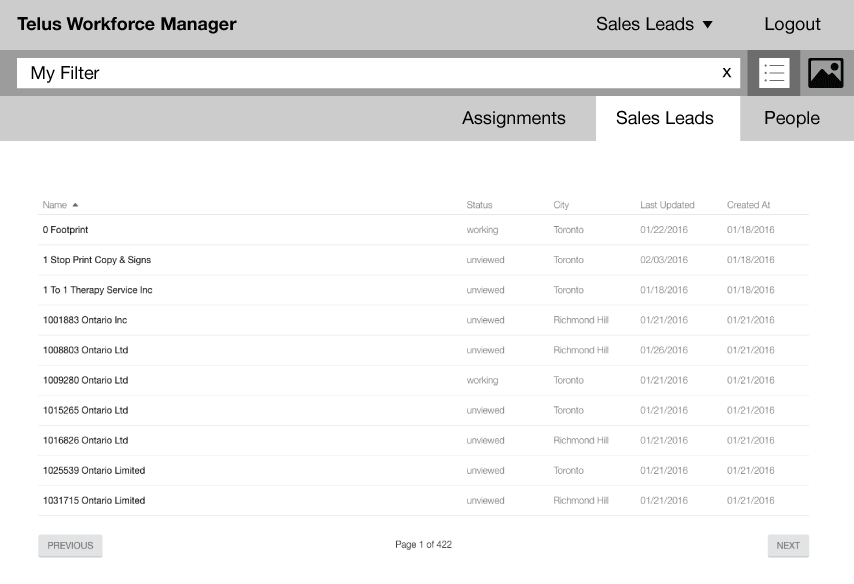 Telus Workforce Manager Sales Leads ▼ Logout
My Filter x
Assignments Sales Leads People
Name ▲ Status City Last Updated Created At
0 Footprint working Toronto 01/22/2016 01/18/2016
1 Stop Print Copy & Signs unviewed Toronto 02/03/2016 01/18/2016
1 To 1 Therapy Service Inc unviewed Toronto 01/18/2016 01/18/2016
1001883 Ontario Inc unviewed Richmond Hill 01/21/2016 01/21/2016
1008803 Ontario Ltd unviewed Richmond Hill 01/26/2016 01/21/2016
1009280 Ontario Ltd working Toronto 01/21/2016 01/21/2016
1015265 Ontario Ltd unviewed Toronto 01/21/2016 01/21/2016
1016826 Ontario Ltd unviewed Richmond Hill 01/21/2016 01/21/2016
1025539 Ontario Limited unviewed Toronto 01/21/2016 01/21/2016
1031715 Ontario Limited unviewed Richmond Hill 01/21/2016 01/21/2016
PREVIOUS Page 1 of 422 NEXT